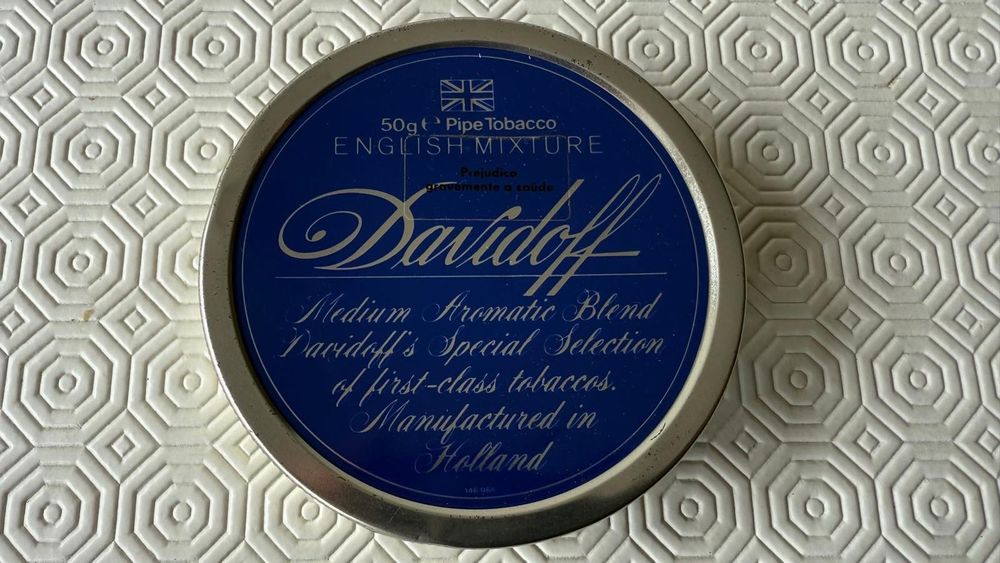 50g ℮ Pipe Tobacco
ENGLISH MIXTURE
Prejudica
gravemente a saúde
Davidoff
Medium Aromatic Blend
Davidoff's Special Selection
of first-class tobaccos.
Manufactured in
Holland